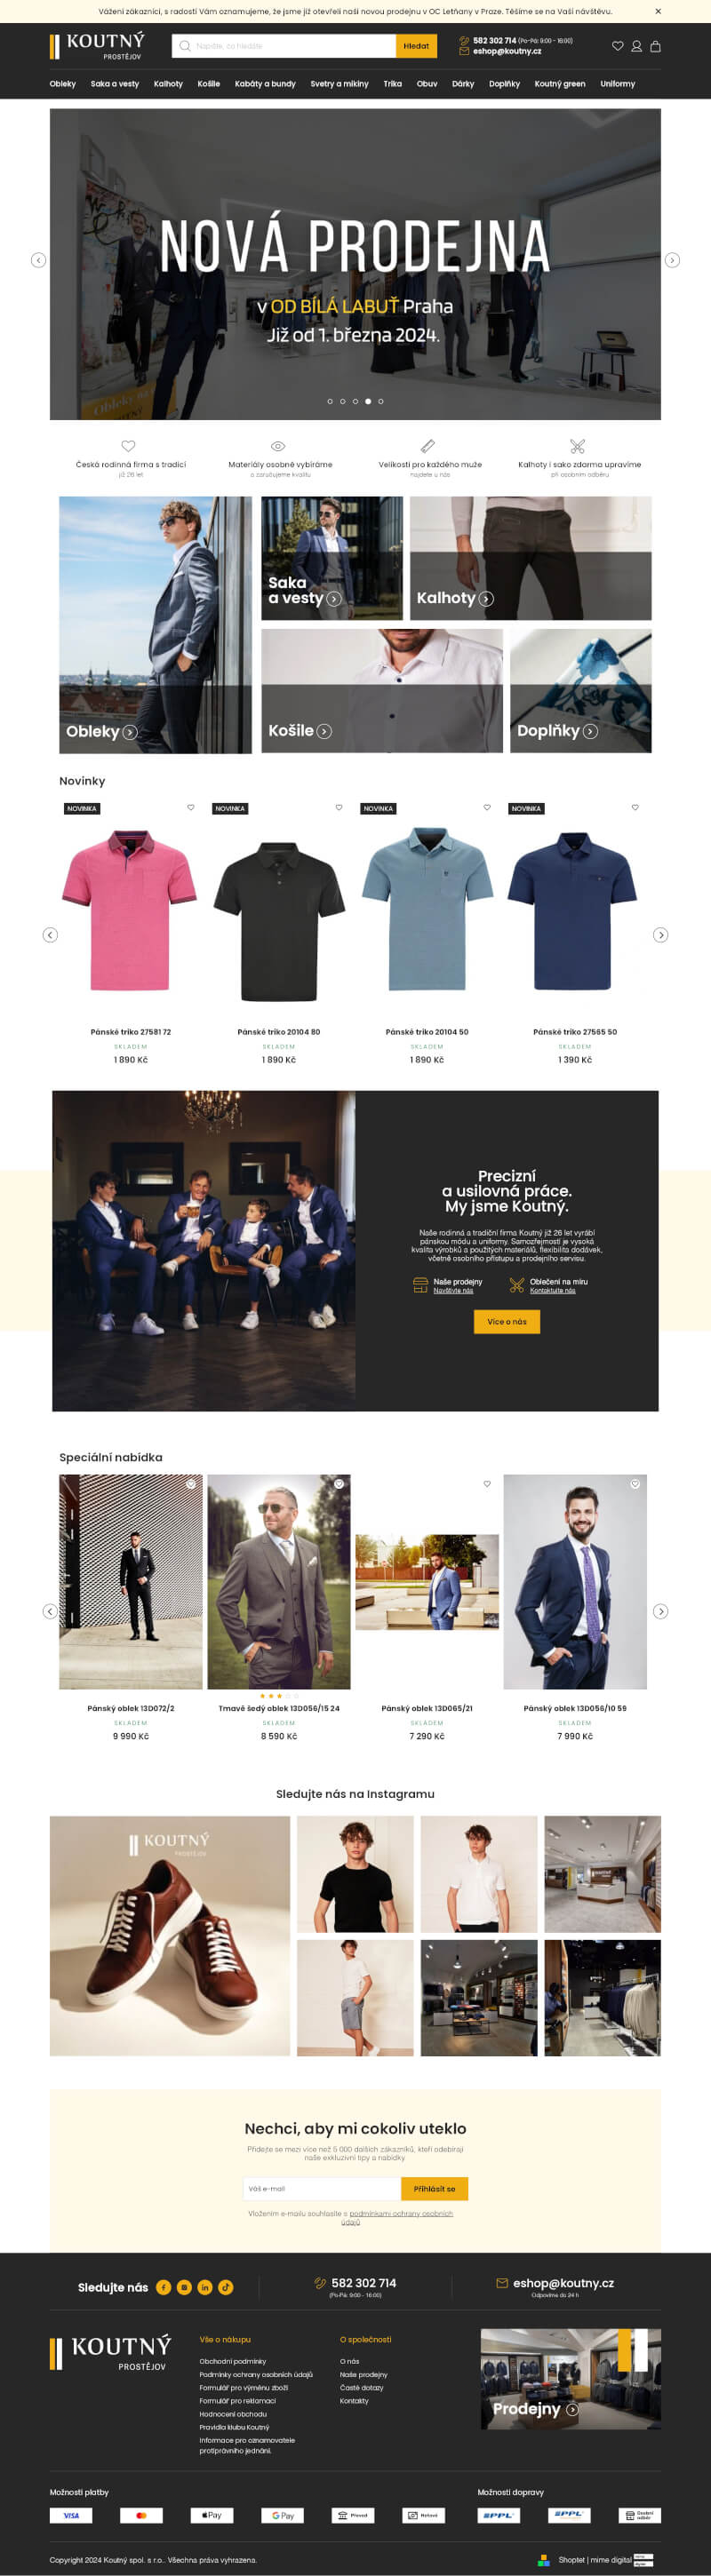 Vážení zákazníci, s radostí Vám oznamujeme, že jsme již otevřeli naši novou prodejnu v OC Letňany v Praze. Těšíme se na Vaši návštěvu.
KOUTNÝ
PROSTĚJOV
Napište, co hledáte
Hledat
582 302 714 (Po-Pá: 9:00 - 16:00)
eshop@koutny.cz
Obleky Saka a vesty Kalhoty Košile Kabáty a bundy Svetry a mikiny Trika Obuv Dárky Doplňky Koutný green Uniformy
NOVÁ PRODEJNA
v OD BÍLÁ LABUŤ Praha
Již od 1. března 2024.
Česká rodinná firma s tradicí
již 26 let
Materiály osobně vybíráme
a zaručujeme kvalitu
Velikosti pro každého muže
najdete u nás
Kalhoty i sako zdarma upravíme
při osobním odběru
Saka
a vesty
Kalhoty
Obleky
Košile
Doplňky
Novinky
NOVINKA
NOVINKA
NOVINKA
NOVINKA
Pánské triko 27581 72
SKLADEM
1 890 Kč
Pánské triko 20104 80
SKLADEM
1 890 Kč
Pánské triko 20104 50
SKLADEM
1 890 Kč
Pánské triko 27565 50
SKLADEM
1 390 Kč
Precizní
a usilovná práce.
My jsme Koutný.
Naše rodinná a tradiční firma Koutný již 26 let vyrábí
pánskou módu a uniformy. Samozřejmostí je vysoká
kvalita výrobků a použitých materiálů, flexibilita dodávek,
včetně osobního přístupu a prodejního servisu.
Naše prodejny
Navštivte nás
Oblečení na míru
Kontaktujte nás
Více o nás
Speciální nabídka
Pánský oblek 13D072/2
SKLADEM
9 990 Kč
Tmavě šedý oblek 13D056/15 24
SKLADEM
8 590 Kč
Pánský oblek 13D065/21
SKLADEM
7 290 Kč
Pánský oblek 13D056/10 59
SKLADEM
7 990 Kč
Sledujte nás na Instagramu
KOUTNÝ
PROSTĚJOV
Nechci, aby mi cokoliv uteklo
Přidejte se mezi více než 5 000 dalších zákazníků, kteří odebírají
naše exkluzivní tipy a nabídky
Váš e-mail
Přihlásit se
Vložením e-mailu souhlasíte s podmínkami ochrany osobních
údajů
Sledujte nás
582 302 714
(Po-Pá: 9:00 - 16:00)
eshop@koutny.cz
Odpovíme do 24 h
KOUTNÝ
PROSTĚJOV
Vše o nákupu
Obchodní podmínky
Podmínky ochrany osobních údajů
Formulář pro výměnu zboží
Formulář pro reklamaci
Hodnocení obchodu
Pravidla klubu Koutný
Informace pro oznamovatele
protiprávního jednání.
O společnosti
O nás
Naše prodejny
Časté dotazy
Kontakty
Prodejny
Možnosti platby
VISA
Pay
G Pay
Převod
Hotově
Možnosti dopravy
PPL
PPL
Osobní
odběr
Copyright 2024 Koutný spol. s r.o.. Všechna práva vyhrazena.
Shoptet | mime digital